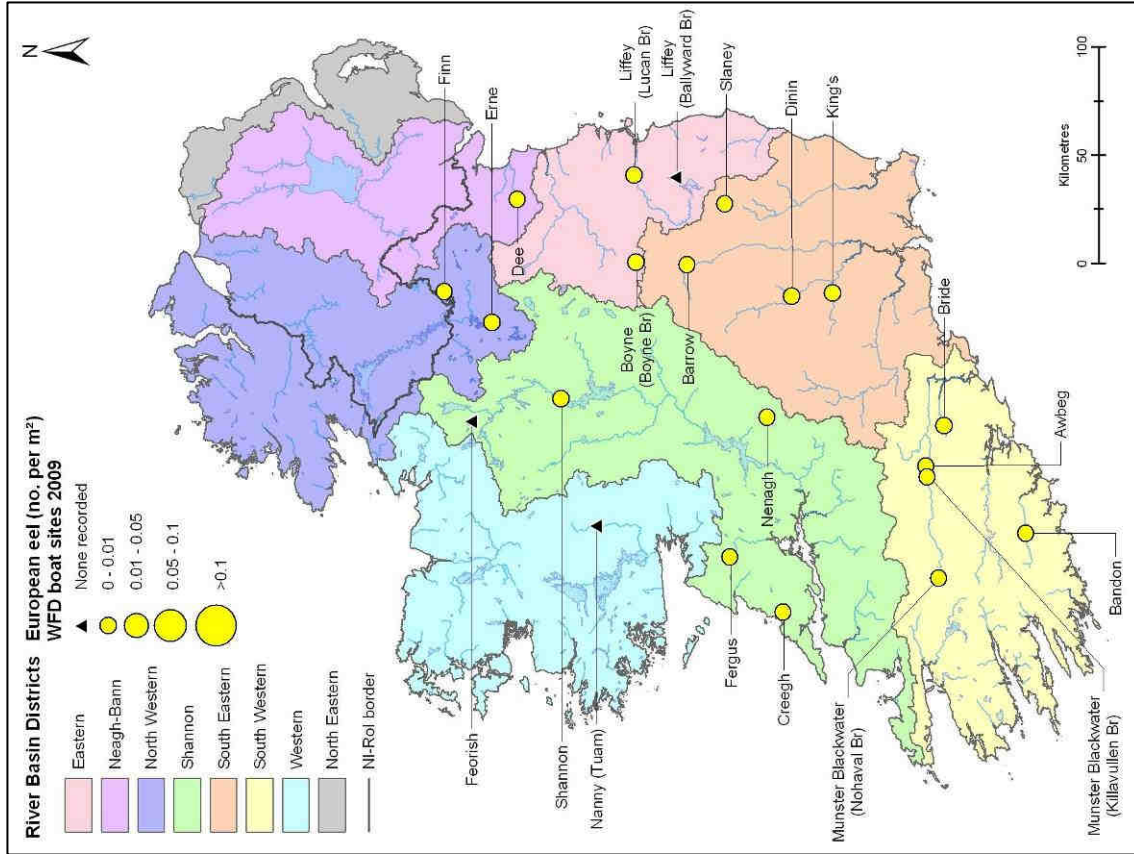 River Basin Districts
Eastern
Neagh-Bann
North Western
Shannon
South Eastern
South Western
Western
North Eastern
NI-RoI border
European eel (no. per m²)
WFD boat sites 2009
None recorded
0 - 0.01
0.01 - 0.05
0.05 - 0.1
>0.1
N
Finn
Erne
Dee
Liffey
(Lucan Br)
Liffey
(Ballyward Br)
Slaney
Dinin
King's
Feorish
Shannon
Nanny (Tuam)
Boyne
(Boyne Br)
Barrow
Nenagh
Fergus
Creegh
Munster Blackwater
(Nohaval Br)
Munster Blackwater
(Killavullen Br)
Bride
Awbeg
Bandon
0
50
100
Kilometres